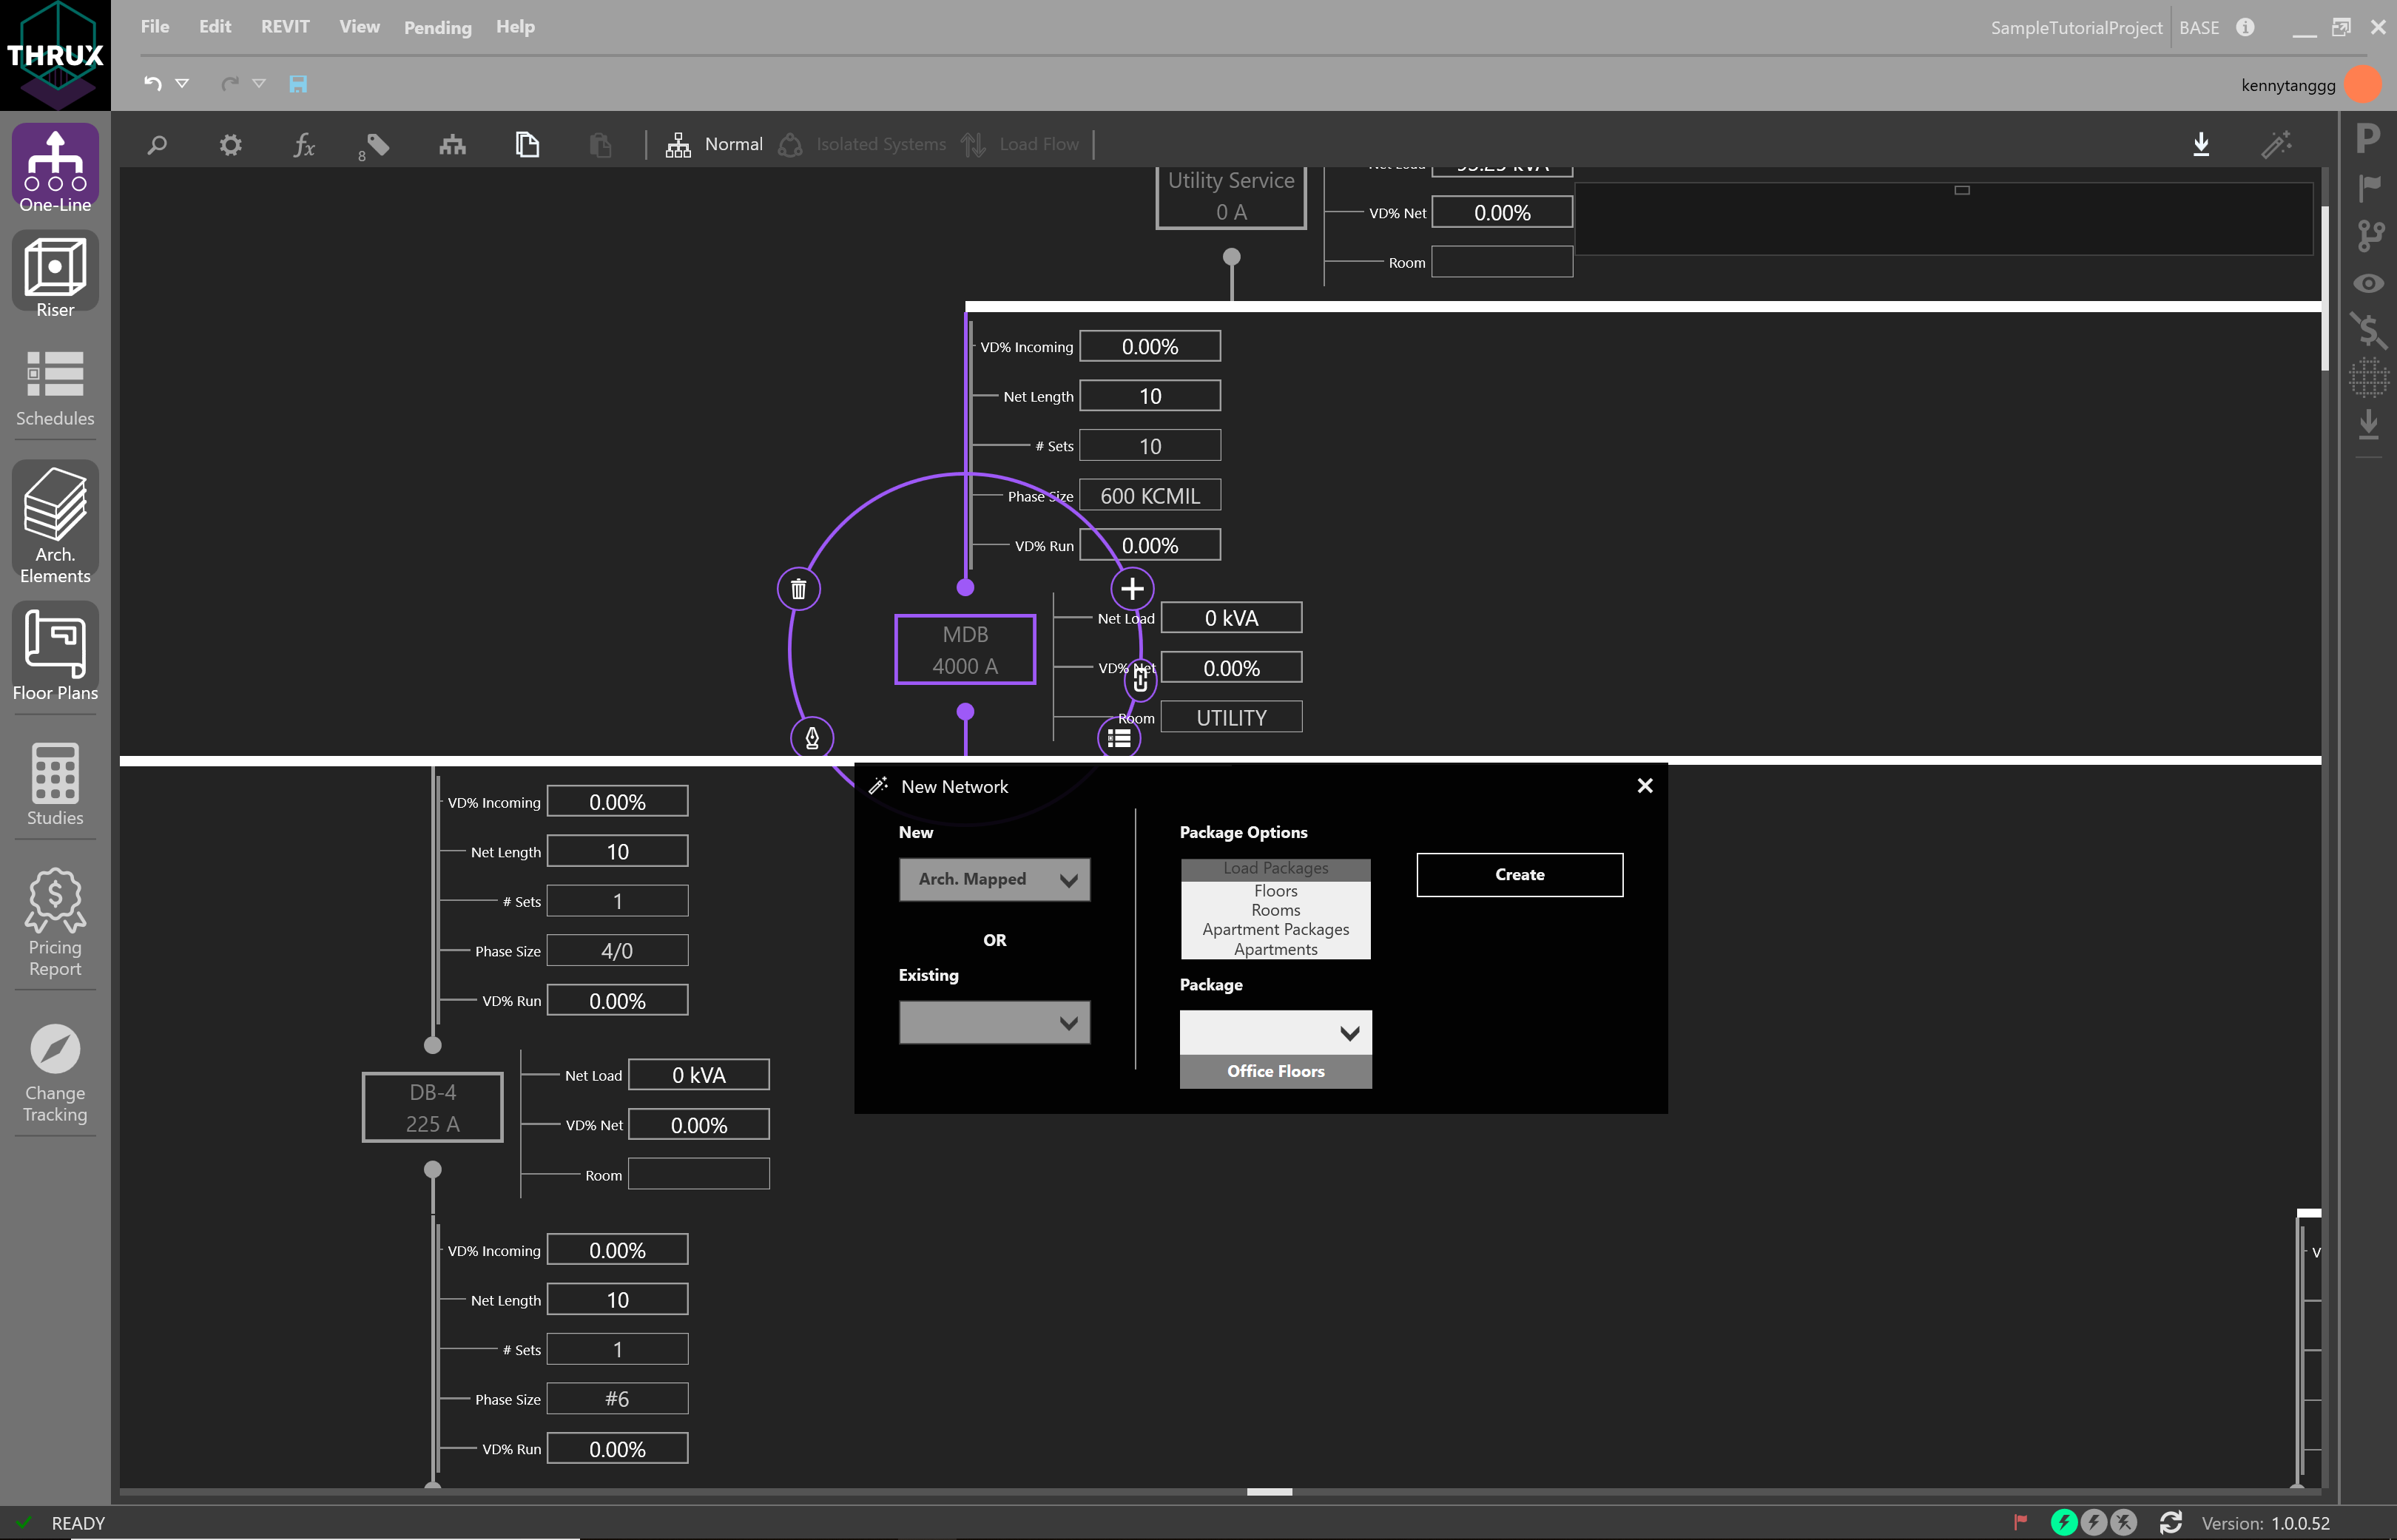 THRUX
File Edit REVIT View Pending Help
SampleTutorialProject BASE
kennytanggg
8
Normal Isolated Systems Load Flow
One-Line
Riser
Schedules
Arch.
Elements
Floor Plans
Studies
Pricing
Report
Change
Tracking
P
Utility Service
0 A
VD% Net 0.00%
Room
VD% Incoming 0.00%
Net Length 10
# Sets 10
Phase Size 600 KCMIL
VD% Run 0.00%
MDB
4000 A
Net Load 0 kVA
VD% Net 0.00%
Room UTILITY
VD% Incoming 0.00%
Net Length 10
# Sets 1
Phase Size 4/0
VD% Run 0.00%
DB-4
225 A
Net Load 0 kVA
VD% Net 0.00%
Room
VD% Incoming 0.00%
Net Length 10
# Sets 1
Phase Size #6
VD% Run 0.00%
New Network
New
Arch. Mapped
OR
Existing
Package Options
Load Packages
Floors
Rooms
Apartment Packages
Apartments
Package
Office Floors
Create
V
READY
Version: 1.0.0.52